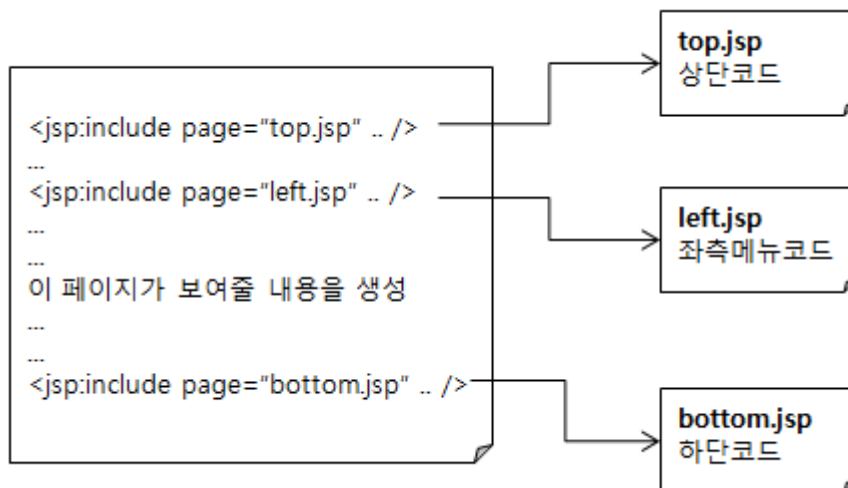 <jsp:include page="top.jsp" .. />
...
<jsp:include page="left.jsp" .. />
...
...
이 페이지가 보여줄 내용을 생성
...
...
<jsp:include page="bottom.jsp" .. />
top.jsp
상단코드
left.jsp
좌측메뉴코드
bottom.jsp
하단코드